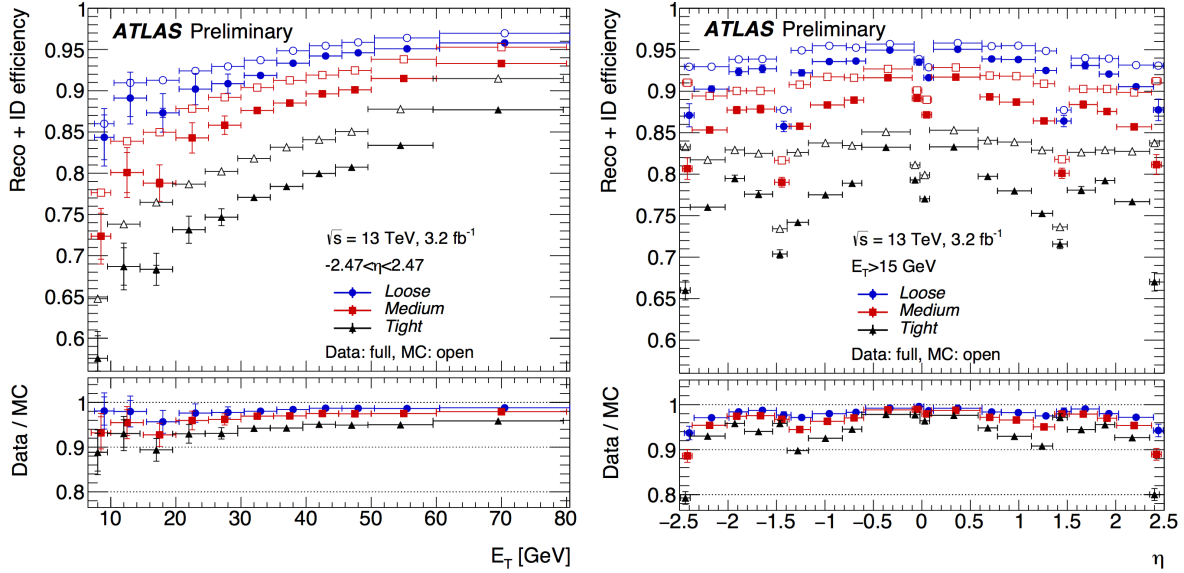 ATLAS Preliminary
Reco + ID efficiency
0.95
0.9
0.85
0.8
0.75
0.7
0.65
0.6
√s = 13 TeV, 3.2 fb⁻¹
-2.47<η<2.47
Loose
Medium
Tight
Data: full, MC: open
Data / MC
1
0.9
0.8
10 20 30 40 50 60 70 80
E_T [GeV]
ATLAS Preliminary
Reco + ID efficiency
0.95
0.9
0.85
0.8
0.75
0.7
0.65
0.6
√s = 13 TeV, 3.2 fb⁻¹
E_T>15 GeV
Loose
Medium
Tight
Data: full, MC: open
Data / MC
1
0.9
0.8
-2.5 -2 -1.5 -1 -0.5 0 0.5 1 1.5 2 2.5
η